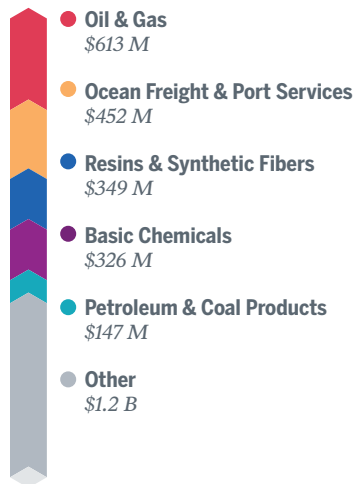 Oil & Gas
$613 M
Ocean Freight & Port Services
$452 M
Resins & Synthetic Fibers
$349 M
Basic Chemicals
$326 M
Petroleum & Coal Products
$147 M
Other
$1.2 B